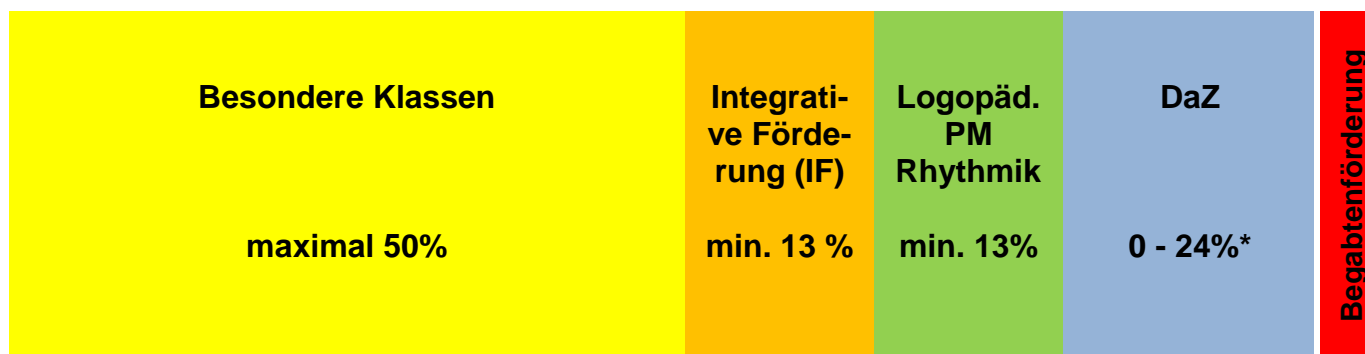 Besondere Klassen
maximal 50%
Integrati-
ve Förde-
rung (IF)
min. 13 %
Logopäd.
PM
Rhythmik
min. 13%
DaZ
0 - 24%*
Begabtenförderung